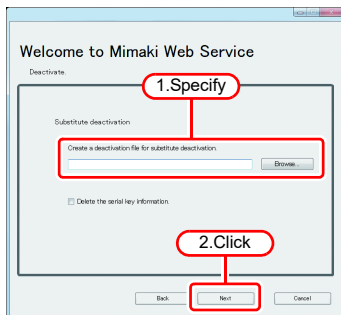 Welcome to Mimaki Web Service
Deactivate.
1.Specify
Substitute deactivation
Create a deactivation file for substitute deactivation.
Browse...
Delete the serial key information.
2.Click
Back Next Cancel